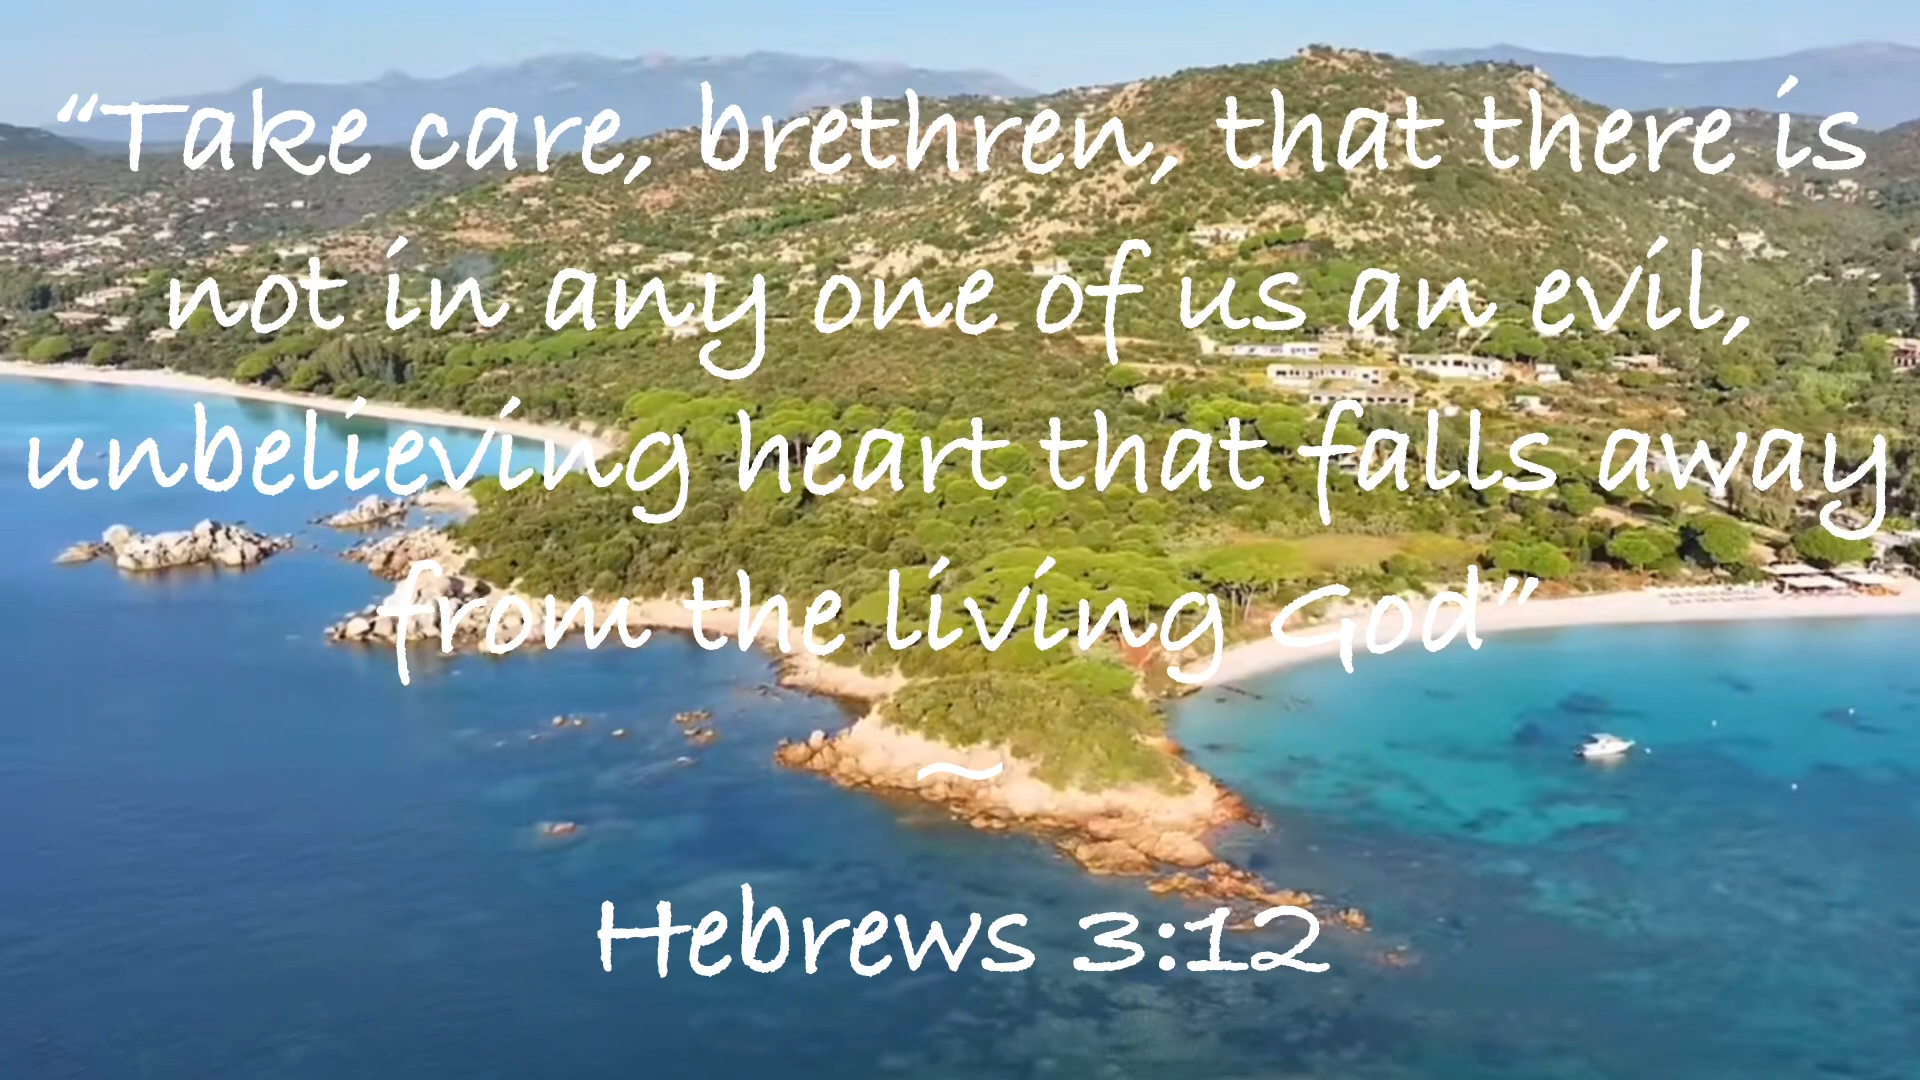 “Take care, brethren, that there is
not in any one of us an evil,
unbelieving heart that falls away
from the living God”
~
Hebrews 3:12